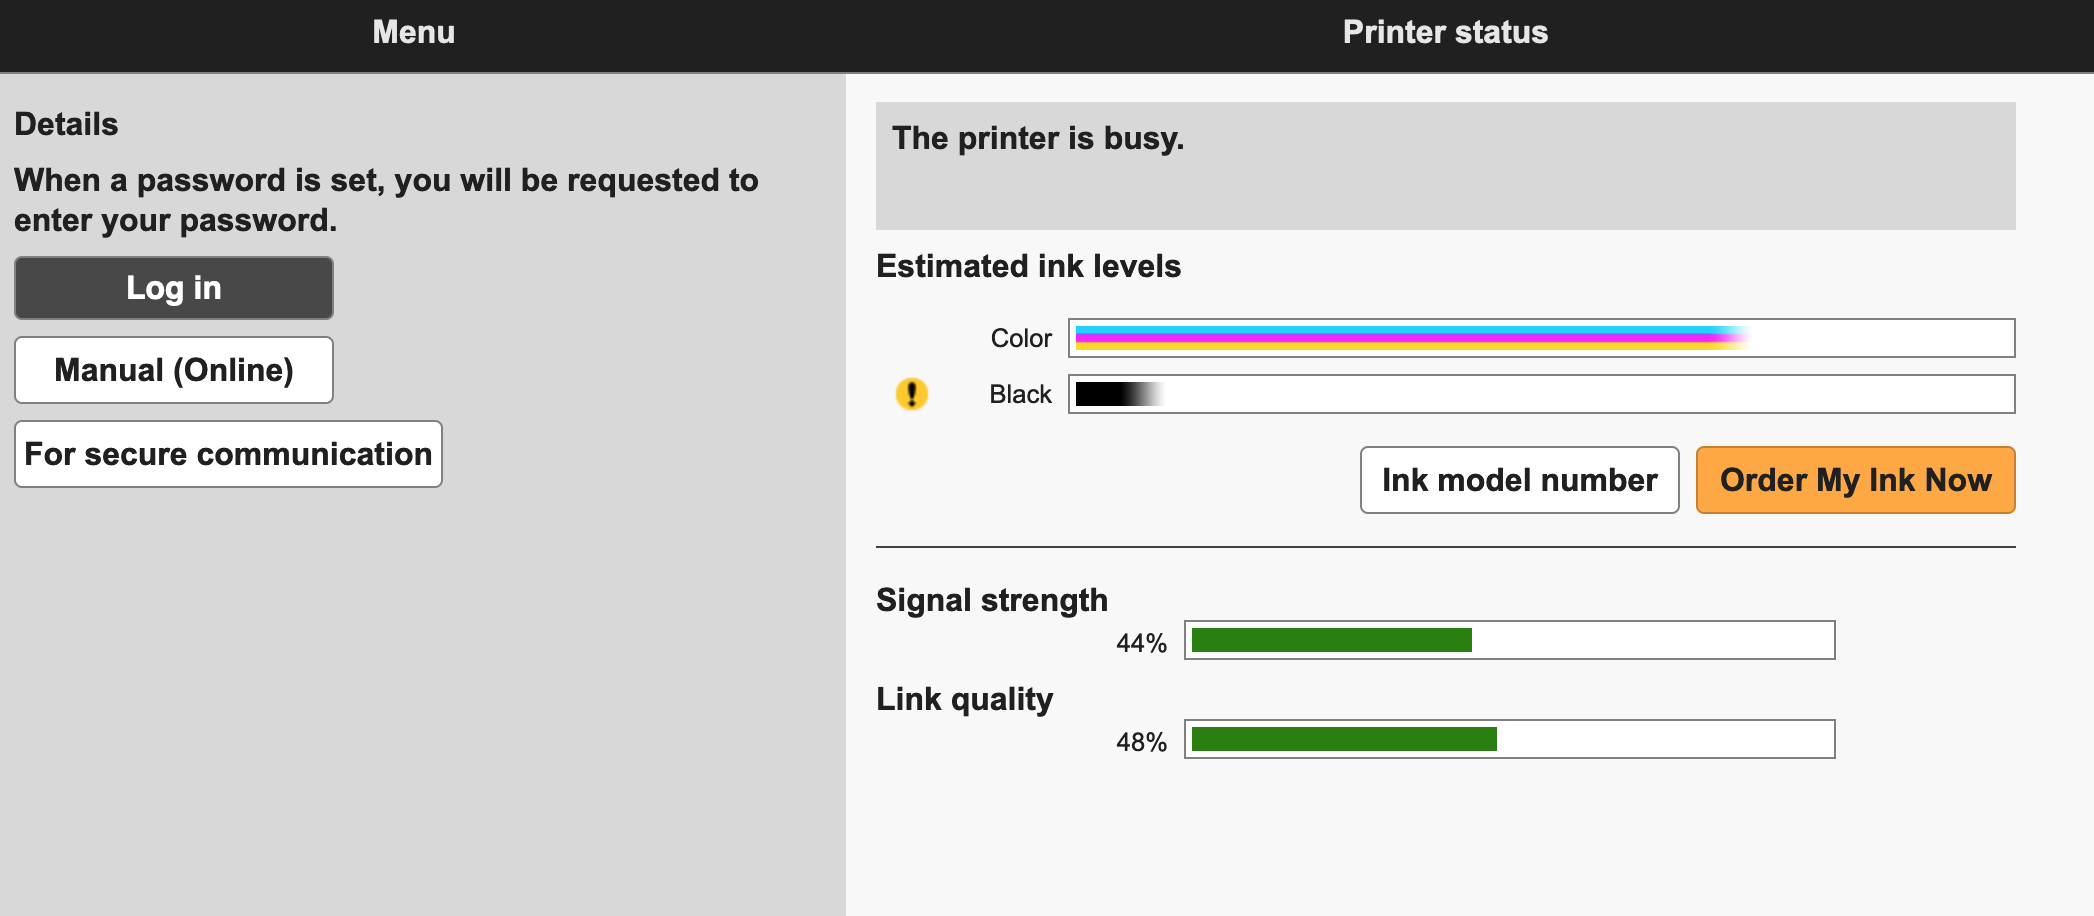 Menu
Printer status
Details
When a password is set, you will be requested to
enter your password.
Log in
Manual (Online)
For secure communication
The printer is busy.
Estimated ink levels
Color
Black
Ink model number
Order My Ink Now
Signal strength
44%
Link quality
48%